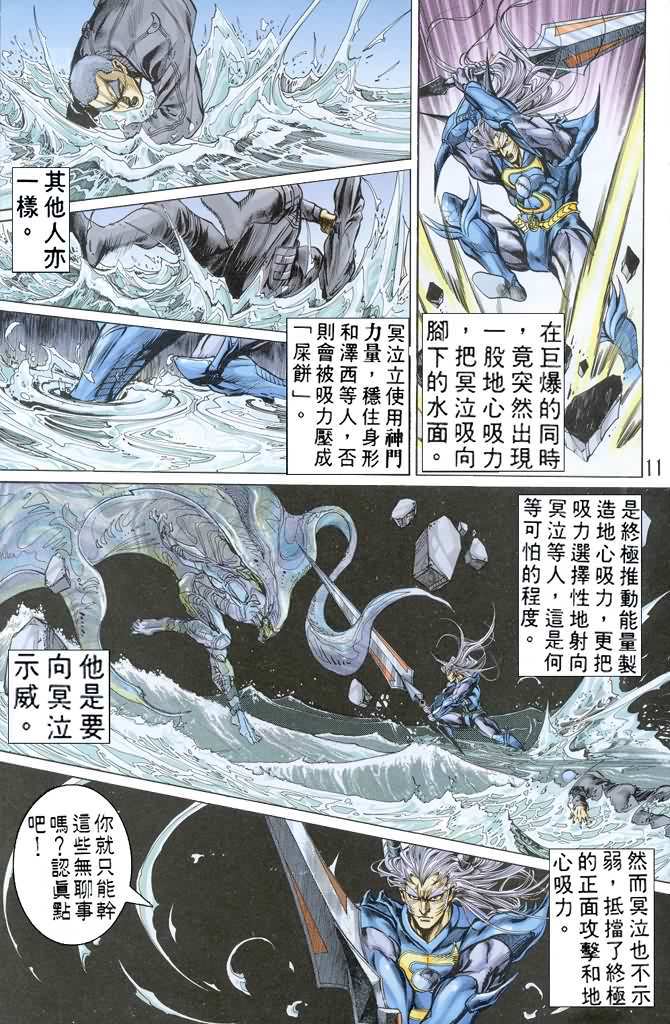 在巨爆的同時
，竟突然出現
一股地心吸力
，把冥泣吸向
腳下的水面。
其他人亦
一樣。
冥泣立使用神門
力量，穩住身形
和澤西等人，否
則會被吸力壓成
「屎餅」。
11
是終極推動能量製
造地心吸力，更把
吸力選擇性地射向
冥泣等人，這是何
等可怕的程度。
他是要
向冥泣
示威。
然而冥泣也不示
弱，抵擋了終極
的正面攻擊和地
心吸力。
你就只能幹
這些無聊事
嗎？認真點
吧！